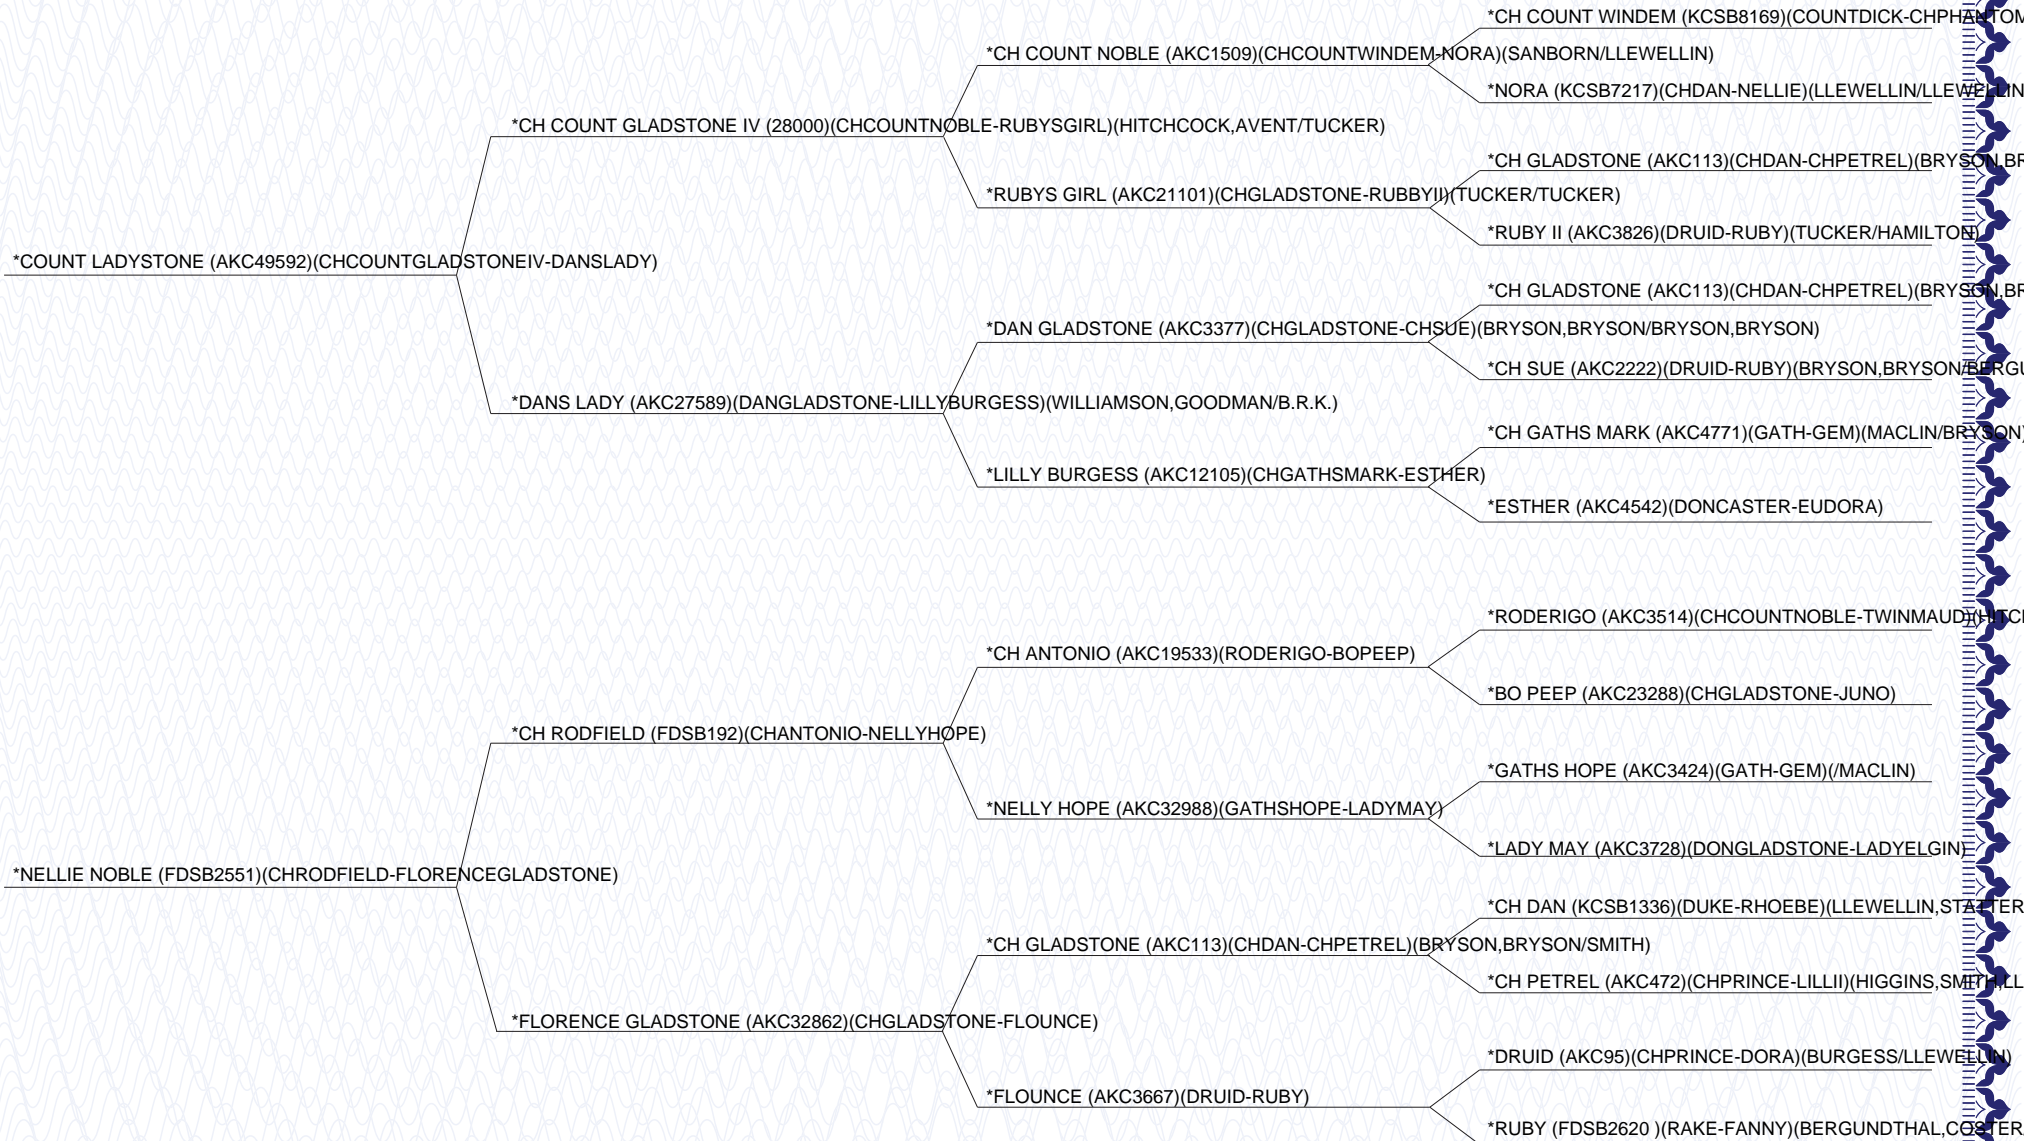 *CH COUNT WINDEM (KCSB8169)(COUNTDICK-CHPHANTOM
*CH COUNT NOBLE (AKC1509)(CHCOUNTWINDEM-NORA)(SANBORN/LLEWELLIN)
*NORA (KCSB7217)(CHDAN-NELLIE)(LLEWELLIN/LLEWELLIN
*CH COUNT GLADSTONE IV (28000)(CHCOUNTNOBLE-RUBYSGIRL)(HITCHCOCK,AVENT/TUCKER)
*CH GLADSTONE (AKC113)(CHDAN-CHPETREL)(BRYSON,BR
*RUBYS GIRL (AKC21101)(CHGLADSTONE-RUBBYII)(TUCKER/TUCKER)
*RUBY II (AKC3826)(DRUID-RUBY)(TUCKER/HAMILTON)
*COUNT LADYSTONE (AKC49592)(CHCOUNTGLADSTONEIV-DANSLADY)
*CH GLADSTONE (AKC113)(CHDAN-CHPETREL)(BRYSON,BR
*DAN GLADSTONE (AKC3377)(CHGLADSTONE-CHSUE)(BRYSON,BRYSON/BRYSON,BRYSON)
*CH SUE (AKC2222)(DRUID-RUBY)(BRYSON,BRYSON/BERGU
*DANS LADY (AKC27589)(DANGLADSTONE-LILLYBURGESS)(WILLIAMSON,GOODMAN/B.R.K.)
*CH GATHS MARK (AKC4771)(GATH-GEM)(MACLIN/BRYSON)
*LILLY BURGESS (AKC12105)(CHGATHSMARK-ESTHER)
*ESTHER (AKC4542)(DONCASTER-EUDORA)
*RODERIGO (AKC3514)(CHCOUNTNOBLE-TWINMAUD)(HITC
*CH ANTONIO (AKC19533)(RODERIGO-BOPEEP)
*BO PEEP (AKC23288)(CHGLADSTONE-JUNO)
*CH RODFIELD (FDSB192)(CHANTONIO-NELLYHOPE)
*GATHS HOPE (AKC3424)(GATH-GEM)(/MACLIN)
*NELLY HOPE (AKC32988)(GATHSHOPE-LADYMAY)
*LADY MAY (AKC3728)(DONGLADSTONE-LADYELGIN)
*NELLIE NOBLE (FDSB2551)(CHRODFIELD-FLORENCEGLADSTONE)
*CH DAN (KCSB1336)(DUKE-RHOEBE)(LLEWELLIN,STATTER
*CH GLADSTONE (AKC113)(CHDAN-CHPETREL)(BRYSON,BRYSON/SMITH)
*CH PETREL (AKC472)(CHPRINCE-LILLII)(HIGGINS,SMITH,LL
*FLORENCE GLADSTONE (AKC32862)(CHGLADSTONE-FLOUNCE)
*DRUID (AKC95)(CHPRINCE-DORA)(BURGESS/LLEWELLIN)
*FLOUNCE (AKC3667)(DRUID-RUBY)
*RUBY (FDSB2620 )(RAKE-FANNY)(BERGUNDTHAL,COSTER